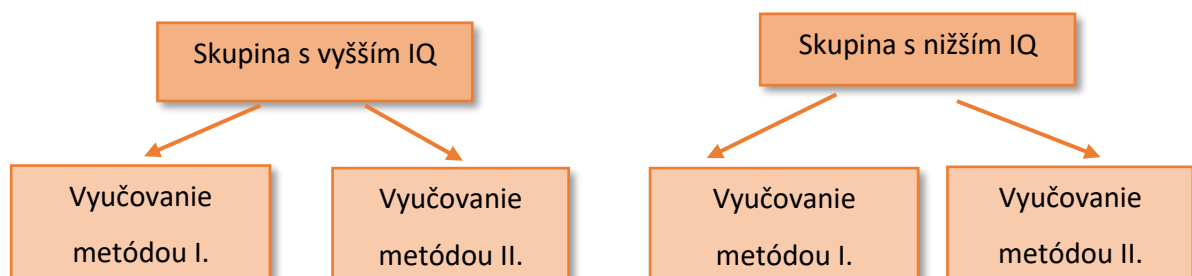 Skupina s vyšším IQ
Skupina s nižším IQ
Vyučovanie
metódou I.
Vyučovanie
metódou II.
Vyučovanie
metódou I.
Vyučovanie
metódou II.